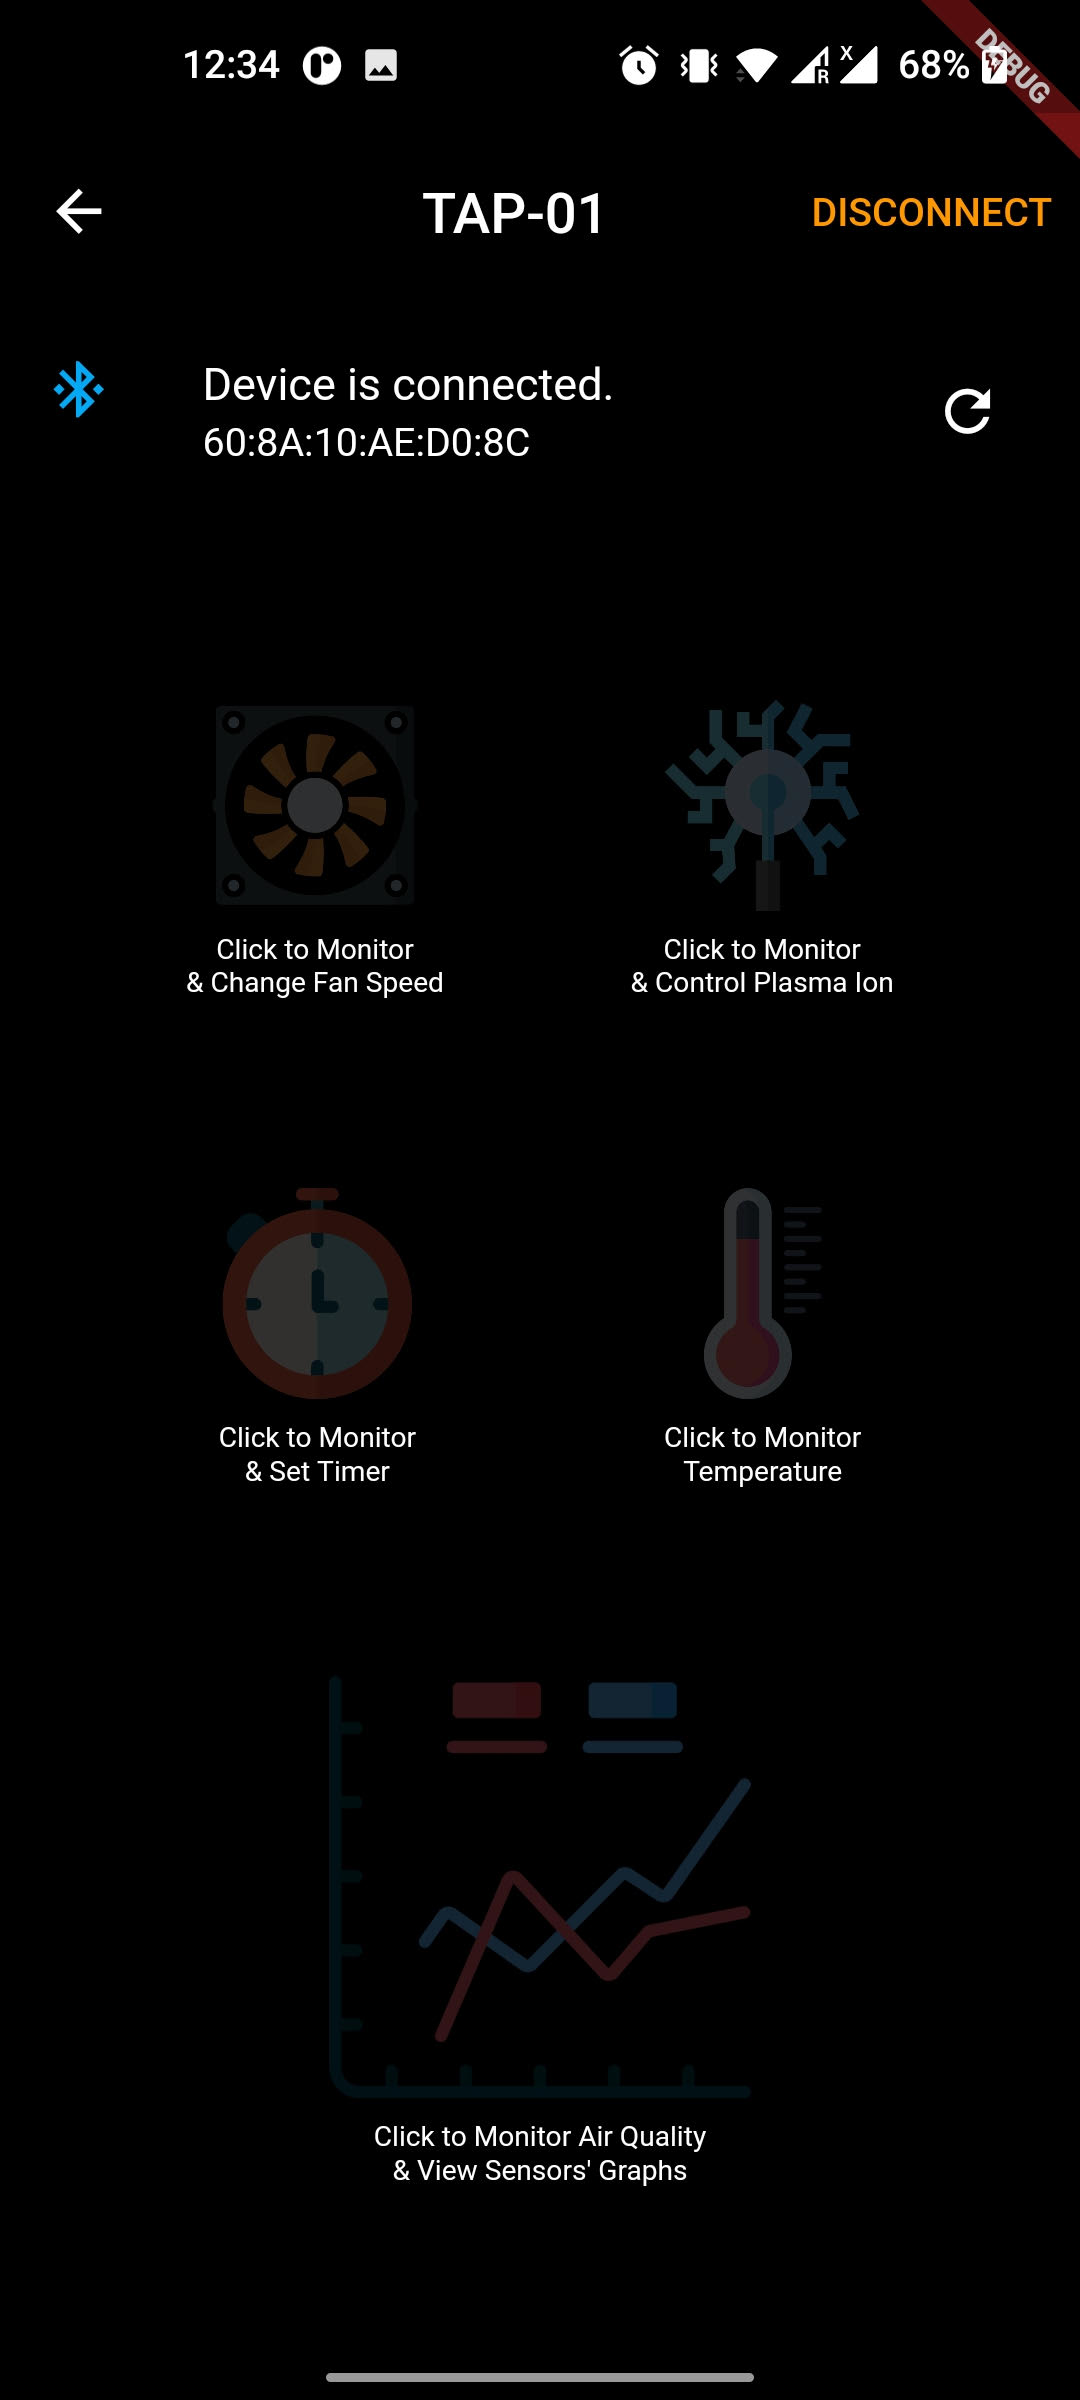 12:34
R
X
68%
DEBUG
TAP-01
DISCONNECT
Device is connected.
60:8A:10:AE:D0:8C
Click to Monitor
& Change Fan Speed
Click to Monitor
& Control Plasma Ion
Click to Monitor
& Set Timer
Click to Monitor
Temperature
Click to Monitor Air Quality
& View Sensors' Graphs